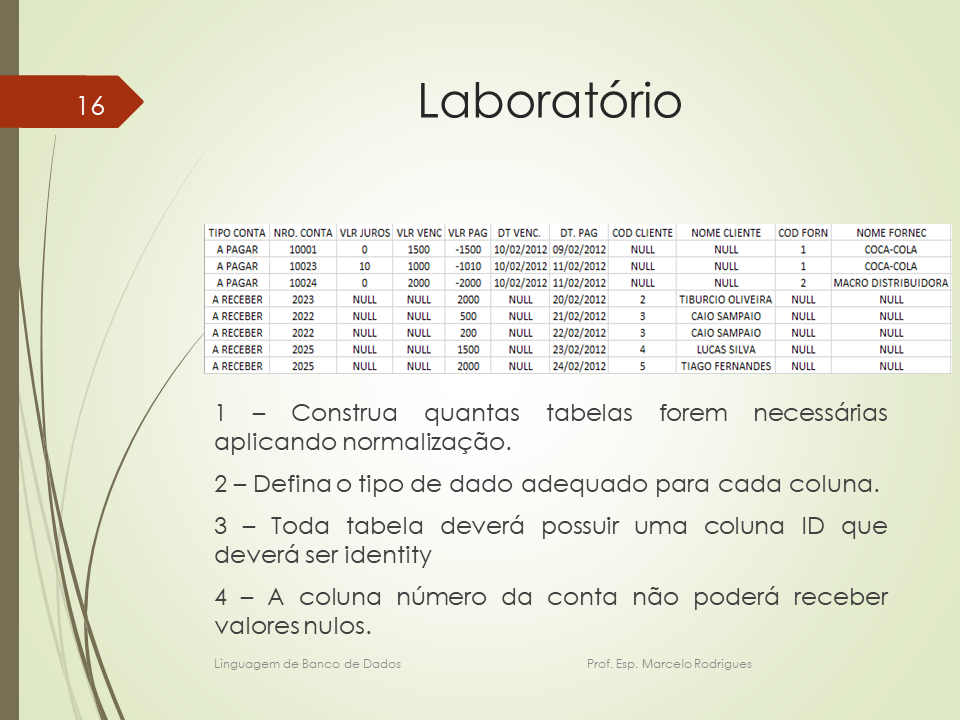 16
Laboratório
TIPO CONTA NRO. CONTA VLR JUROS VLR VENC VLR PAG DT VENC. DT. PAG COD CLIENTE NOME CLIENTE COD FORN NOME FORNEC
A PAGAR 10001 0 1500 -1500 10/02/2012 09/02/2012 NULL NULL 1 COCA-COLA
A PAGAR 10023 10 1000 -1010 10/02/2012 11/02/2012 NULL NULL 1 COCA-COLA
A PAGAR 10024 0 2000 -2000 10/02/2012 11/02/2012 NULL NULL 2 MACRO DISTRIBUIDORA
A RECEBER 2023 NULL NULL 2000 NULL 20/02/2012 2 TIBURCIO OLIVEIRA NULL NULL
A RECEBER 2022 NULL NULL 500 NULL 21/02/2012 3 CAIO SAMPAIO NULL NULL
A RECEBER 2022 NULL NULL 200 NULL 22/02/2012 3 CAIO SAMPAIO NULL NULL
A RECEBER 2025 NULL NULL 1500 NULL 23/02/2012 4 LUCAS SILVA NULL NULL
A RECEBER 2025 NULL NULL 2000 NULL 24/02/2012 5 TIAGO FERNANDES NULL NULL
1 – Construa quantas tabelas forem necessárias
aplicando normalização.
2 – Defina o tipo de dado adequado para cada coluna.
3 – Toda tabela deverá possuir uma coluna ID que
deverá ser identity
4 – A coluna número da conta não poderá receber
valores nulos.
Linguagem de Banco de Dados Prof. Esp. Marcelo Rodrigues